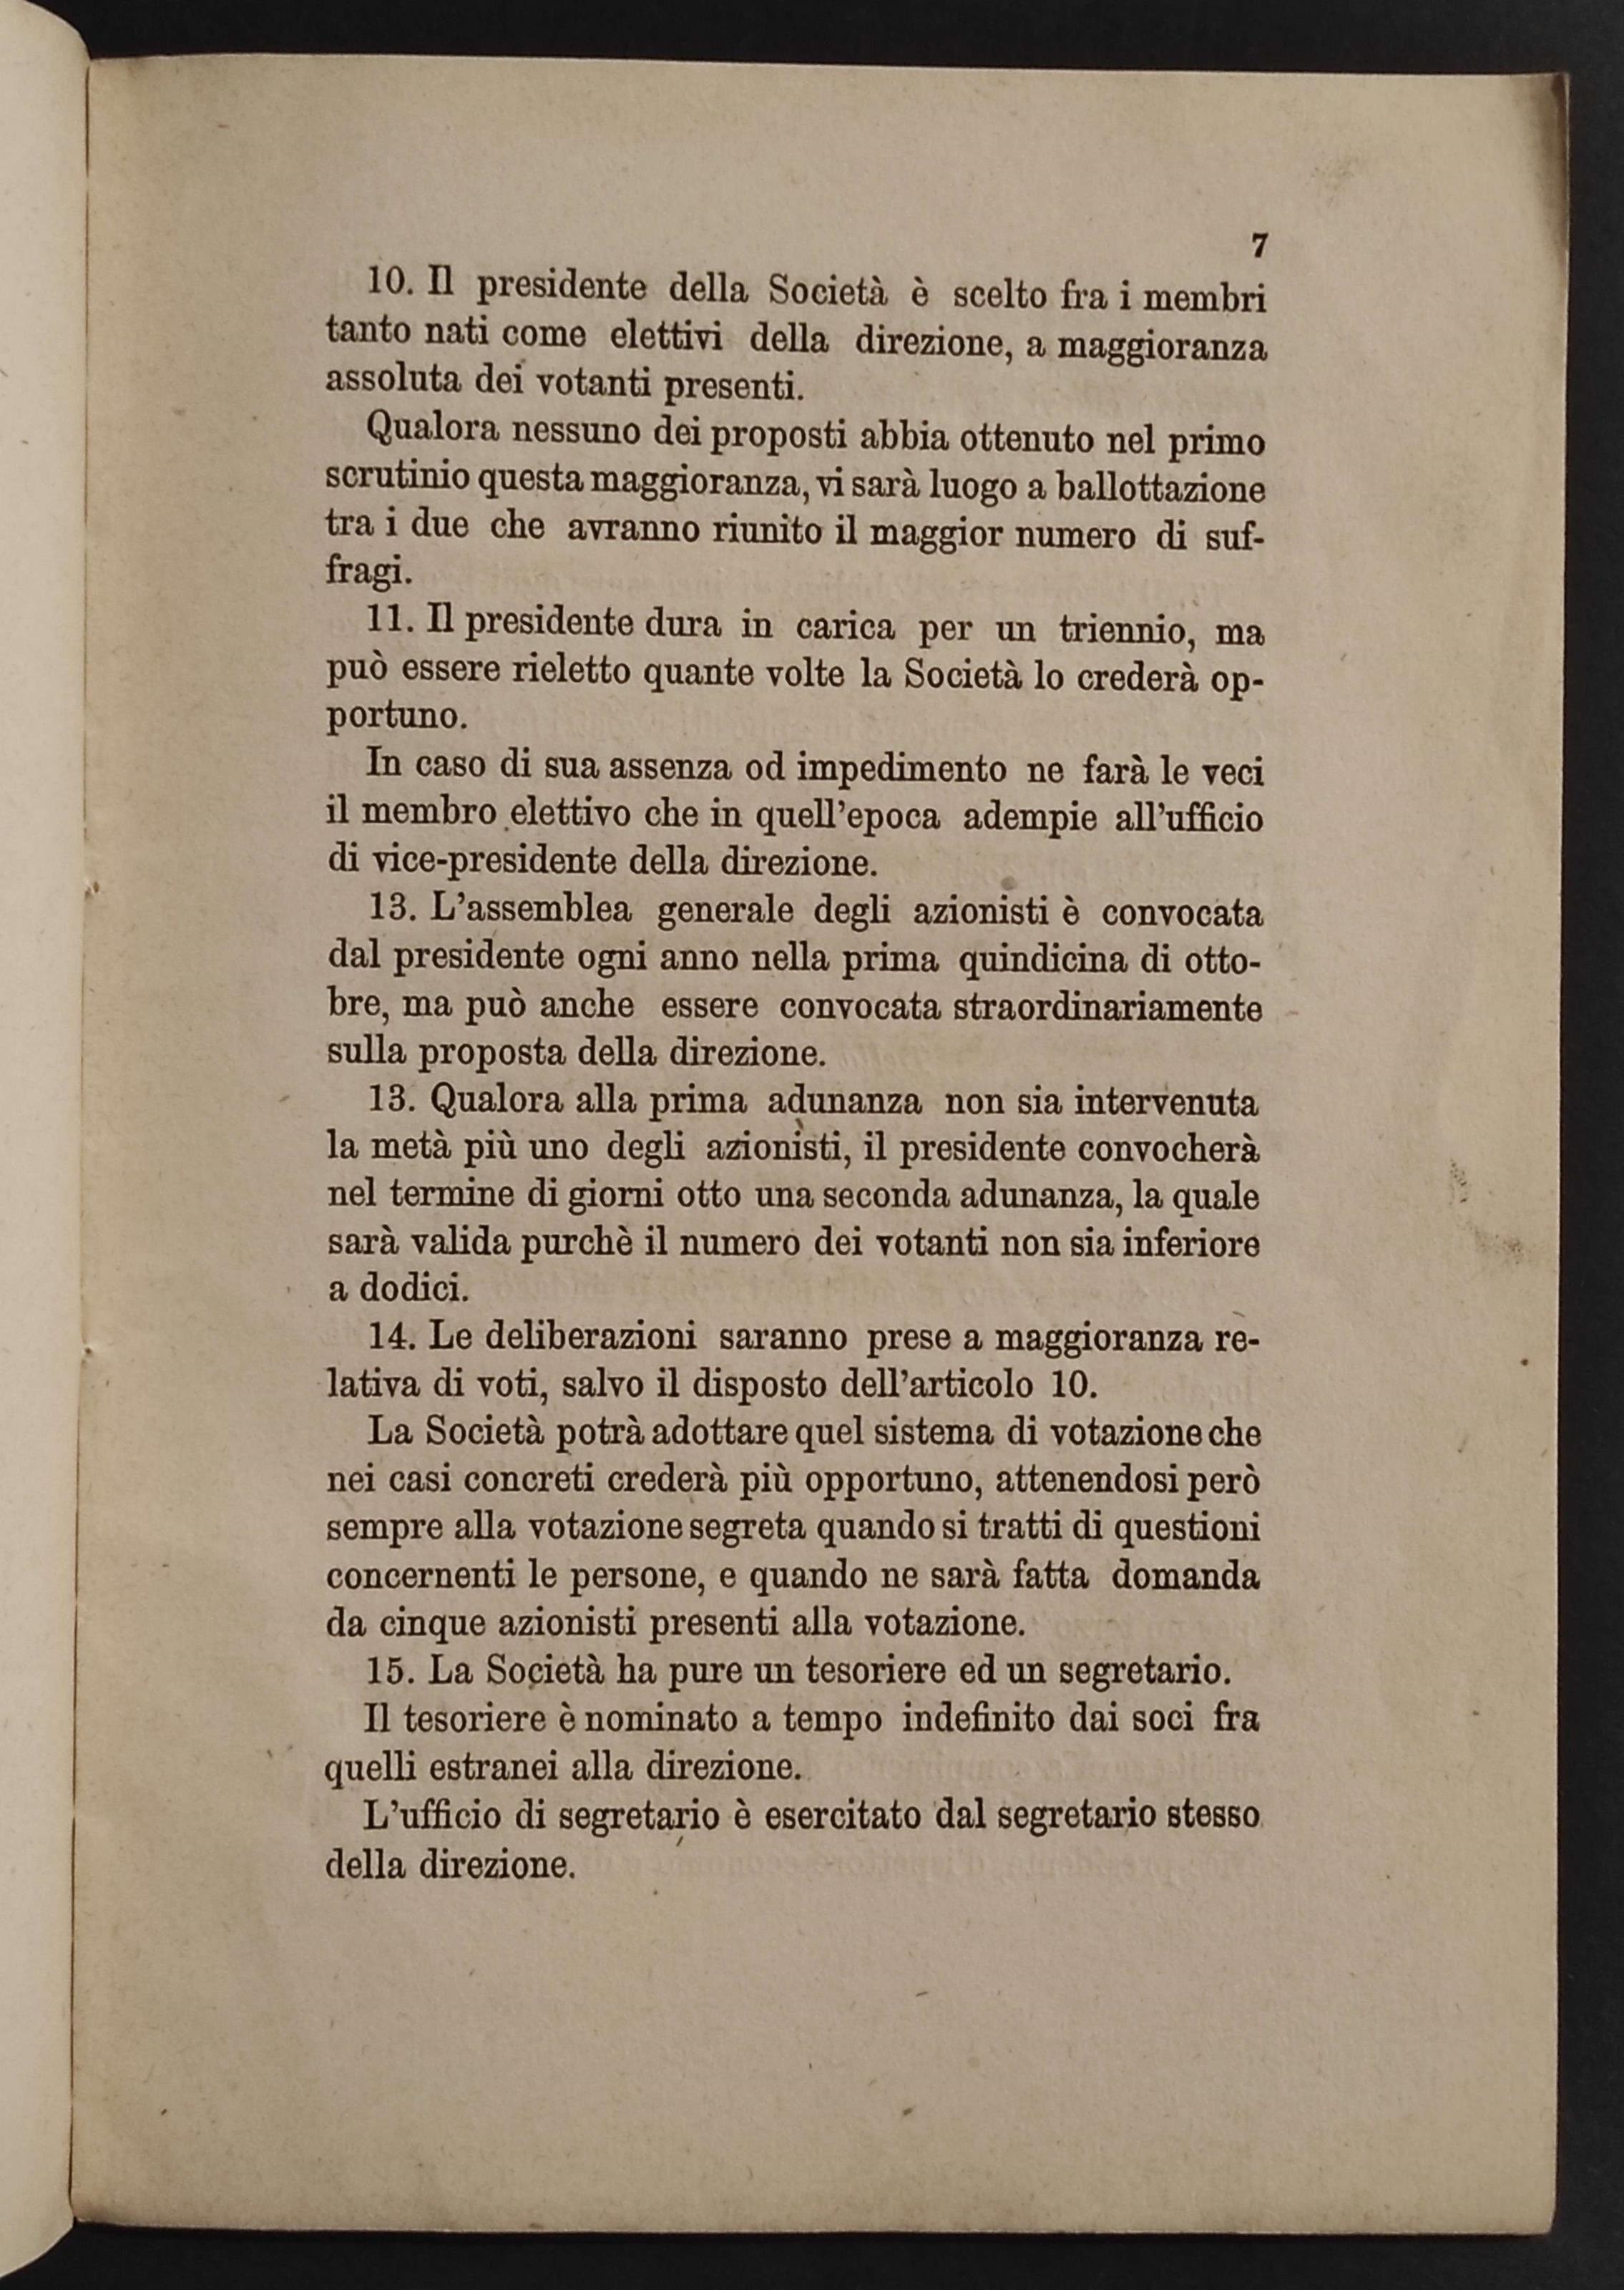 7
10. Il presidente della Società è scelto fra i membri
tanto nati come elettivi della direzione, a maggioranza
assoluta dei votanti presenti.
Qualora nessuno dei proposti abbia ottenuto nel primo
scrutinio questa maggioranza, vi sarà luogo a ballottazione
tra i due che avranno riunito il maggior numero di suf-
fragi.
11. Il presidente dura in carica per un triennio, ma
può essere rieletto quante volte la Società lo crederà op-
portuno.
In caso di sua assenza od impedimento ne farà le veci
il membro elettivo che in quell'epoca adempie all'ufficio
di vice-presidente della direzione.
13. L'assemblea generale degli azionisti è convocata
dal presidente ogni anno nella prima quindicina di otto-
bre, ma può anche essere convocata straordinariamente
sulla proposta della direzione.
13. Qualora alla prima adunanza non sia intervenuta
la metà più uno degli azionisti, il presidente convocherà
nel termine di giorni otto una seconda adunanza, la quale
sarà valida purchè il numero dei votanti non sia inferiore
a dodici.
14. Le deliberazioni saranno prese a maggioranza re-
lativa di voti, salvo il disposto dell'articolo 10.
La Società potrà adottare quel sistema di votazione che
nei casi concreti crederà più opportuno, attenendosi però
sempre alla votazione segreta quando si tratti di questioni
concernenti le persone, e quando ne sarà fatta domanda
da cinque azionisti presenti alla votazione.
15. La Società ha pure un tesoriere ed un segretario.
Il tesoriere è nominato a tempo indefinito dai soci fra
quelli estranei alla direzione.
L'ufficio di segretario è esercitato dal segretario stesso
della direzione.